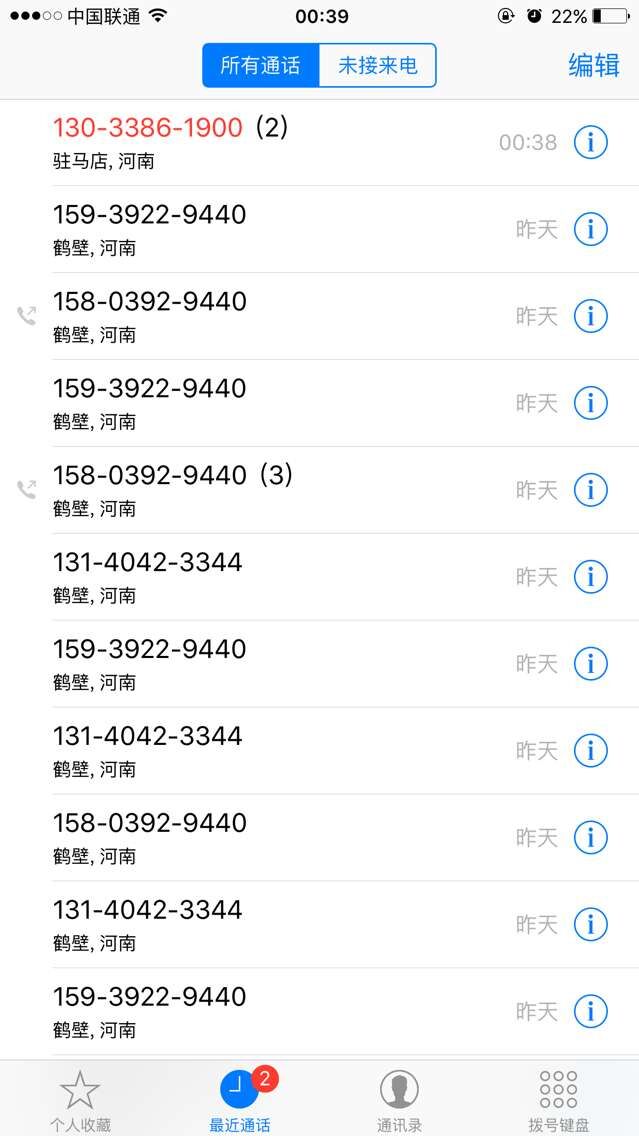 中国联通 00:39 22%
所有通话 未接来电 编辑
130-3386-1900 (2) 00:38
驻马店, 河南
159-3922-9440 昨天
鹤壁, 河南
158-0392-9440 昨天
鹤壁, 河南
159-3922-9440 昨天
鹤壁, 河南
158-0392-9440 (3) 昨天
鹤壁, 河南
131-4042-3344 昨天
鹤壁, 河南
159-3922-9440 昨天
鹤壁, 河南
131-4042-3344 昨天
鹤壁, 河南
158-0392-9440 昨天
鹤壁, 河南
131-4042-3344 昨天
鹤壁, 河南
159-3922-9440 昨天
鹤壁, 河南
2
个人收藏 最近通话 通讯录 拨号键盘